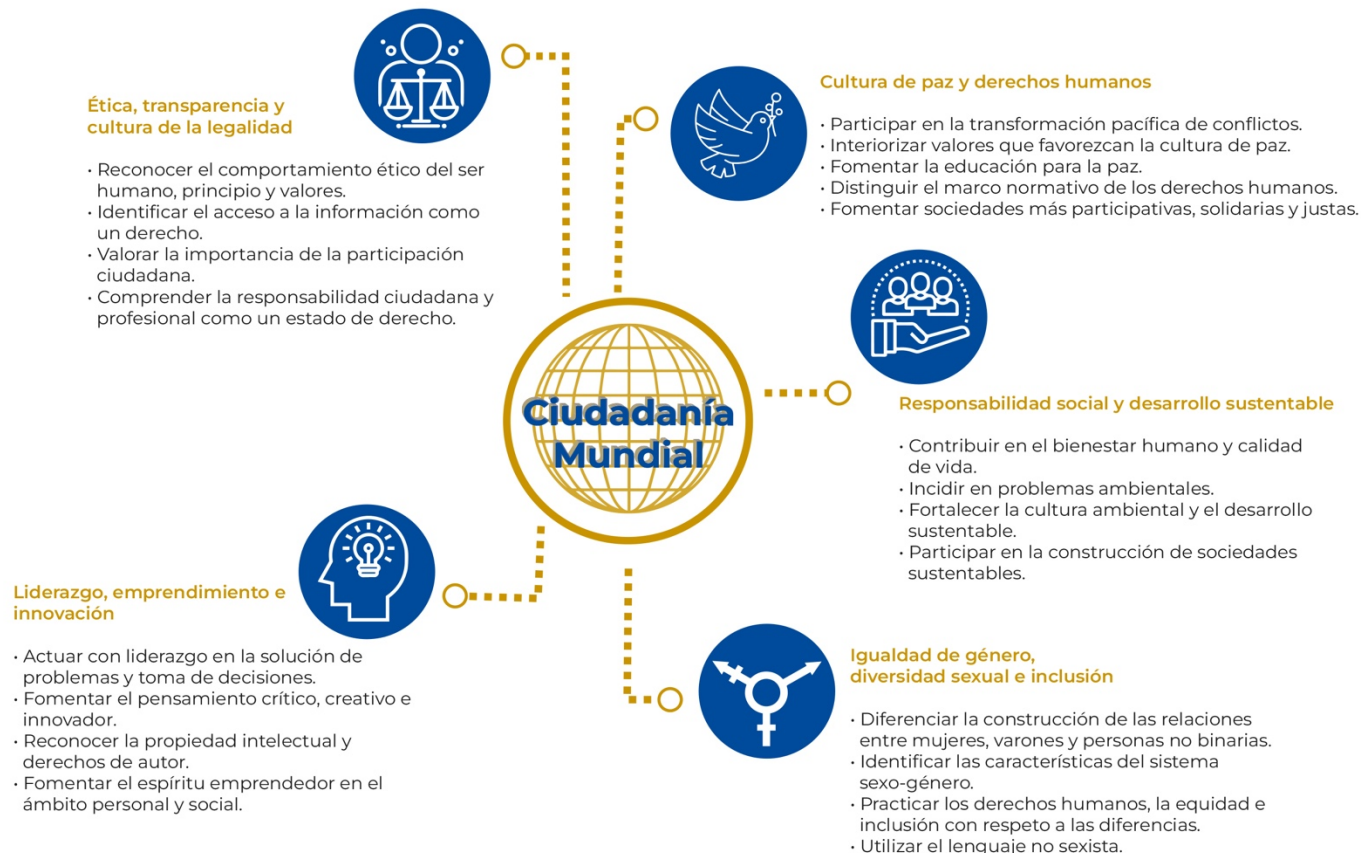 Ética, transparencia y
cultura de la legalidad
· Reconocer el comportamiento ético del ser
humano, principio y valores.
· Identificar el acceso a la información como
un derecho.
· Valorar la importancia de la participación
ciudadana.
· Comprender la responsabilidad ciudadana y
profesional como un estado de derecho.
Cultura de paz y derechos humanos
· Participar en la transformación pacífica de conflictos.
· Interiorizar valores que favorezcan la cultura de paz.
· Fomentar la educación para la paz.
· Distinguir el marco normativo de los derechos humanos.
· Fomentar sociedades más participativas, solidarias y justas.
Ciudadanía
Mundial
Responsabilidad social y desarrollo sustentable
· Contribuir en el bienestar humano y calidad
de vida.
· Incidir en problemas ambientales.
· Fortalecer la cultura ambiental y el desarrollo
sustentable.
· Participar en la construcción de sociedades
sustentables.
Liderazgo, emprendimiento e
innovación
· Actuar con liderazgo en la solución de
problemas y toma de decisiones.
· Fomentar el pensamiento crítico, creativo e
innovador.
· Reconocer la propiedad intelectual y
derechos de autor.
· Fomentar el espíritu emprendedor en el
ámbito personal y social.
Igualdad de género,
diversidad sexual e inclusión
· Diferenciar la construcción de las relaciones
entre mujeres, varones y personas no binarias.
· Identificar las características del sistema
sexo-género.
· Practicar los derechos humanos, la equidad e
inclusión con respeto a las diferencias.
· Utilizar el lenguaje no sexista.